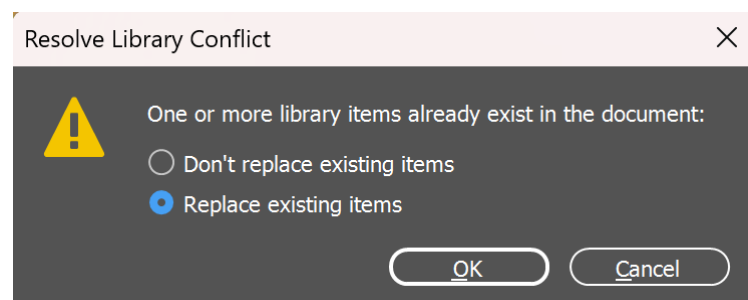 Resolve Library Conflict
One or more library items already exist in the document:
Don't replace existing items
Replace existing items
OK
Cancel